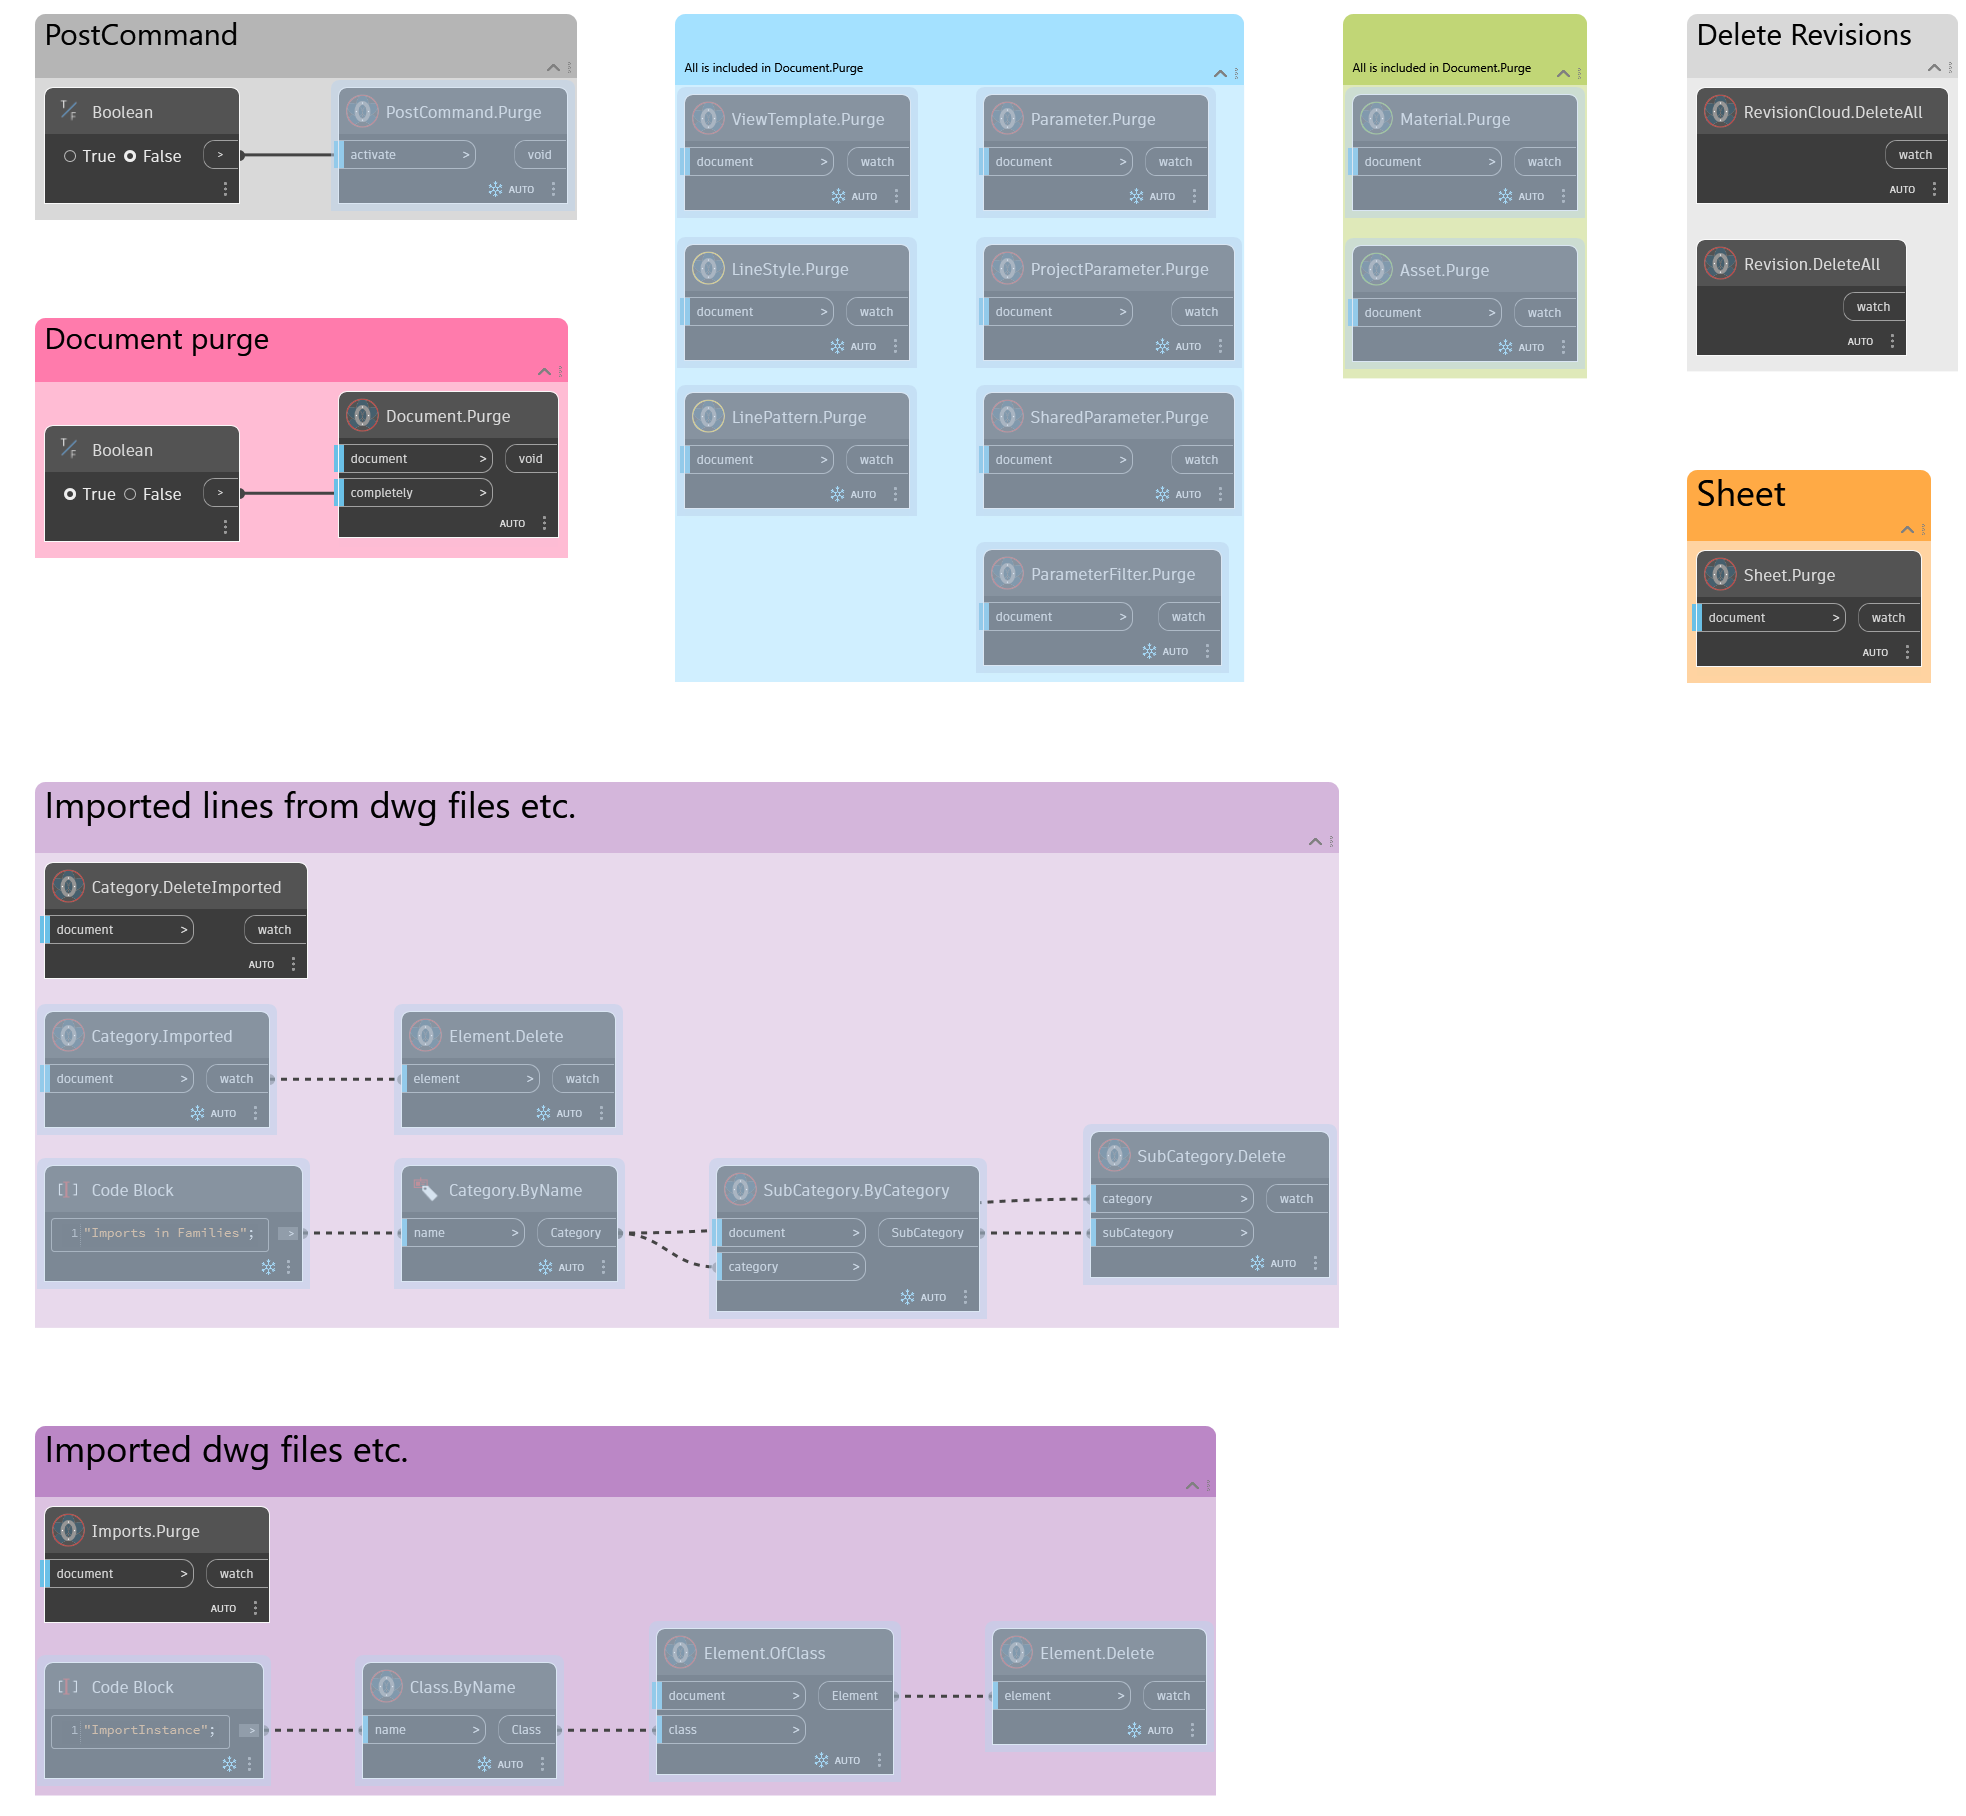 PostCommand
Boolean
True False >
PostCommand.Purge
activate > void
AUTO
Document purge
Boolean
True False >
Document.Purge
document > void
completely >
AUTO
All is included in Document.Purge
ViewTemplate.Purge
document > watch
AUTO
Parameter.Purge
document > watch
AUTO
LineStyle.Purge
document > watch
AUTO
ProjectParameter.Purge
document > watch
AUTO
LinePattern.Purge
document > watch
AUTO
SharedParameter.Purge
document > watch
AUTO
ParameterFilter.Purge
document > watch
AUTO
All is included in Document.Purge
Material.Purge
document > watch
AUTO
Asset.Purge
document > watch
AUTO
Delete Revisions
RevisionCloud.DeleteAll
watch
AUTO
Revision.DeleteAll
watch
AUTO
Sheet
Sheet.Purge
document > watch
AUTO
Imported lines from dwg files etc.
Category.DeleteImported
document > watch
AUTO
Category.Imported
document > watch
AUTO
Element.Delete
element > watch
AUTO
Code Block
1 "Imports in Families"; >
Category.ByName
name > Category
AUTO
SubCategory.ByCategory
document > SubCategory
category >
AUTO
SubCategory.Delete
category > watch
subCategory >
AUTO
Imported dwg files etc.
Imports.Purge
document > watch
AUTO
Code Block
1 "ImportInstance"; >
Class.ByName
name > Class
AUTO
Element.OfClass
document > Element
class >
AUTO
Element.Delete
element > watch
AUTO